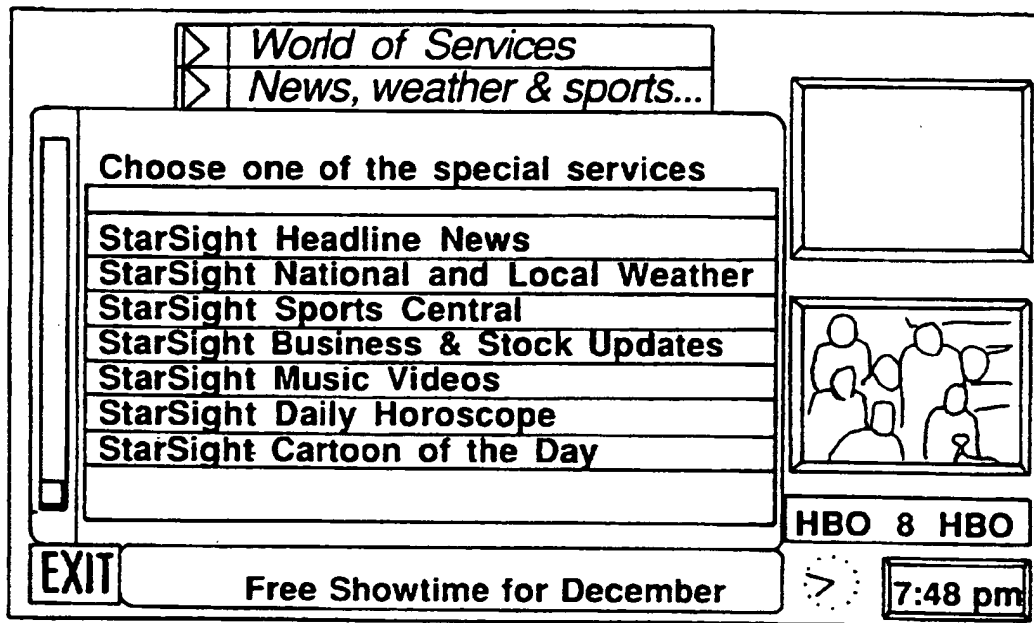 World of Services
News, weather & sports...
Choose one of the special services
StarSight Headline News
StarSight National and Local Weather
StarSight Sports Central
StarSight Business & Stock Updates
StarSight Music Videos
StarSight Daily Horoscope
StarSight Cartoon of the Day
HBO 8 HBO
EXIT
Free Showtime for December
7:48 pm